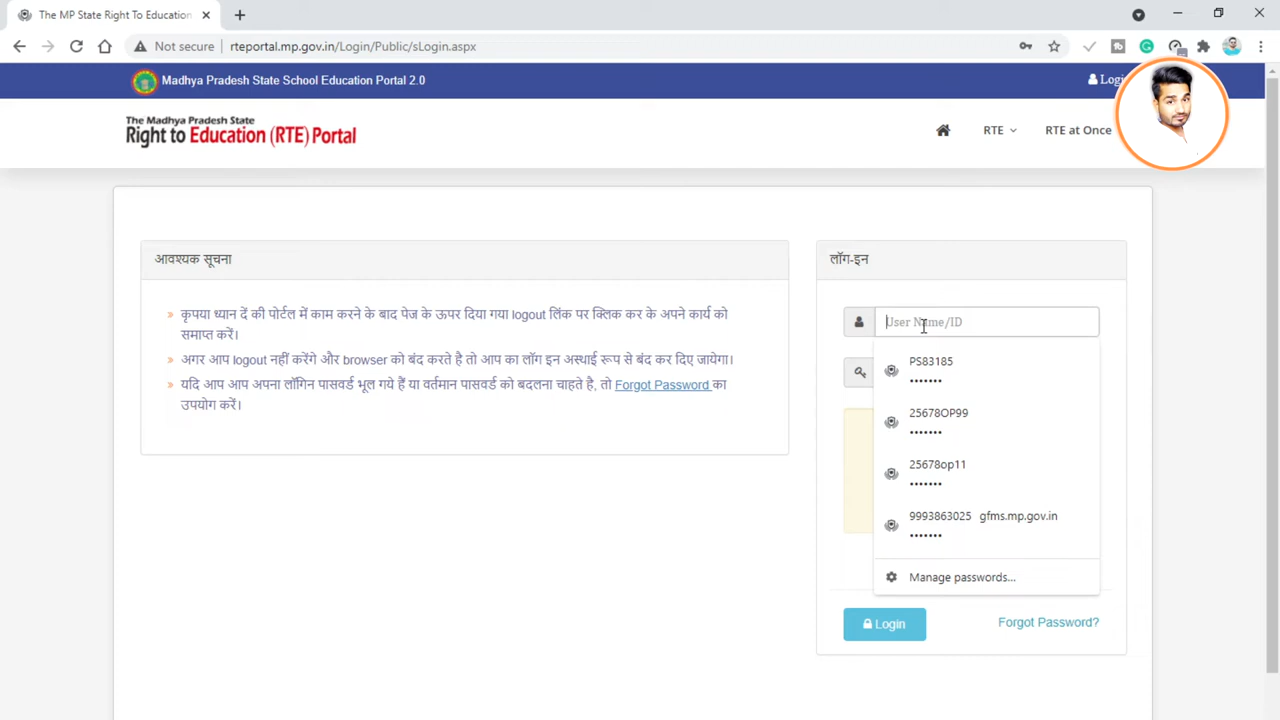 The MP State Right To Education
Not secure
rteportal.mp.gov.in/Login/Public/sLogin.aspx
Madhya Pradesh State School Education Portal 2.0
The Madhya Pradesh State
Right to Education (RTE) Portal
RTE
RTE at Once
आवश्यक सूचना
» कृपया ध्यान दें की पोर्टल में काम करने के बाद पेज के ऊपर दिया गया logout लिंक पर क्लिक कर के अपने कार्य को
समाप्त करें।
» अगर आप logout नहीं करेंगे और browser को बंद करते है तो आप का लॉग इन अस्थाई रूप से बंद कर दिए जायेगा।
» यदि आप आप अपना लॉगिन पासवर्ड भूल गये हैं या वर्तमान पासवर्ड को बदलना चाहते है, तो Forgot Password का
उपयोग करें।
लॉग-इन
User Name/ID
PS83185
•••••••
25678OP99
•••••••
25678op11
•••••••
9993863025 gfms.mp.gov.in
•••••••
Manage passwords...
Login
Forgot Password?